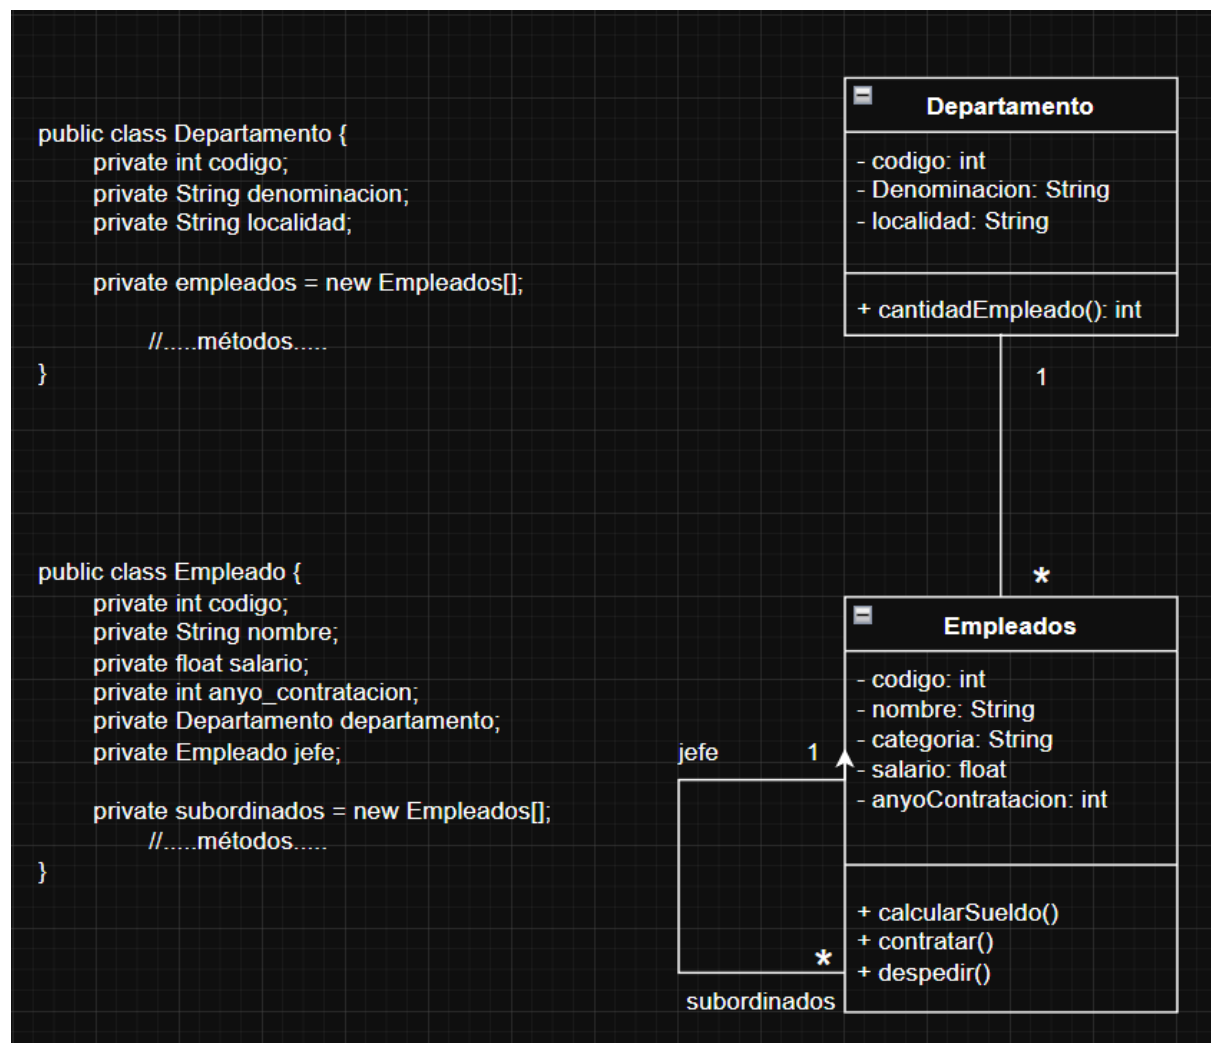 public class Departamento {
private int codigo;
private String denominacion;
private String localidad;
private empleados = new Empleados[];
//.....métodos.....
}
Departamento
- codigo: int
- Denominacion: String
- localidad: String
+ cantidadEmpleado(): int
1
*
public class Empleado {
private int codigo;
private String nombre;
private float salario;
private int anyo_contratacion;
private Departamento departamento;
private Empleado jefe;
private subordinados = new Empleados[];
//.....métodos.....
}
Empleados
- codigo: int
- nombre: String
- categoria: String
- salario: float
- anyoContratacion: int
+ calcularSueldo()
+ contratar()
+ despedir()
jefe 1
*
subordinados